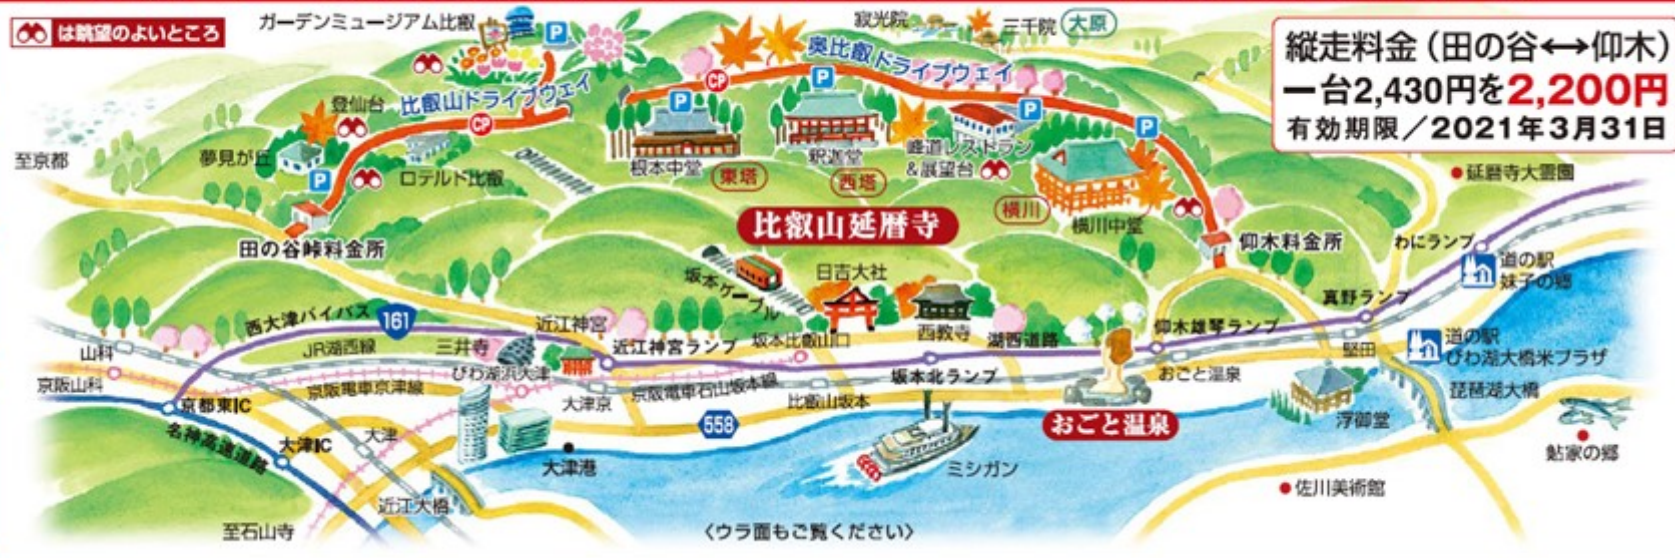 は眺望のよいところ
ガーデンミュージアム比叡
P
寂光院
三千院
大原
縦走料金(田の谷↔仰木)
一台2,430円を2,200円
有効期限/2021年3月31日
奥比叡ドライブウェイ
比叡山ドライブウェイ
CP
CP
P
P
P
P
登仙台
夢見が丘
P
ロテルド比叡
至京都
根本中堂
東塔
釈迦堂
西塔
峰道レストラン
&展望台
横川
横川中堂
延暦寺大霊園
比叡山延暦寺
田の谷峠料金所
仰木料金所
わにランプ
道の駅
妹子の郷
坂本ケーブル
日吉大社
西教寺
真野ランプ
西大津バイパス
161
近江神宮
近江神宮ランプ
坂本比叡山口
湖西道路
仰木雄琴ランプ
堅田
道の駅
びわ湖大橋米プラザ
山科
JR湖西線
三井寺
びわ湖浜大津
京阪山科
京阪電車京津線
大津京
京阪電車石山坂本線
比叡山坂本
坂本北ランプ
おごと温泉
琵琶湖大橋
京都東IC
名神高速道路
大津IC
大津
558
おごと温泉
浮御堂
大津港
ミシガン
鮎家の郷
佐川美術館
近江大橋
至石山寺
〈ウラ面もご覧ください〉